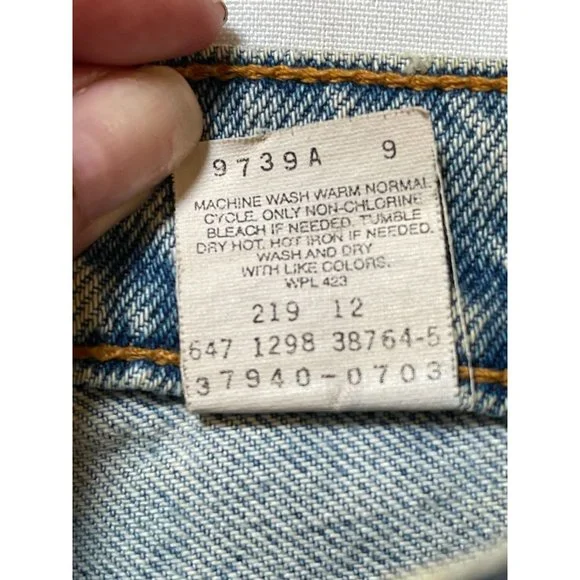 9739A 9
MACHINE WASH WARM NORMAL
CYCLE. ONLY NON-CHLORINE
BLEACH IF NEEDED. TUMBLE
DRY HOT. HOT IRON IF NEEDED.
WASH AND DRY
WITH LIKE COLORS.
WPL 423
219 12
647 1298 38764-5
37940-0703